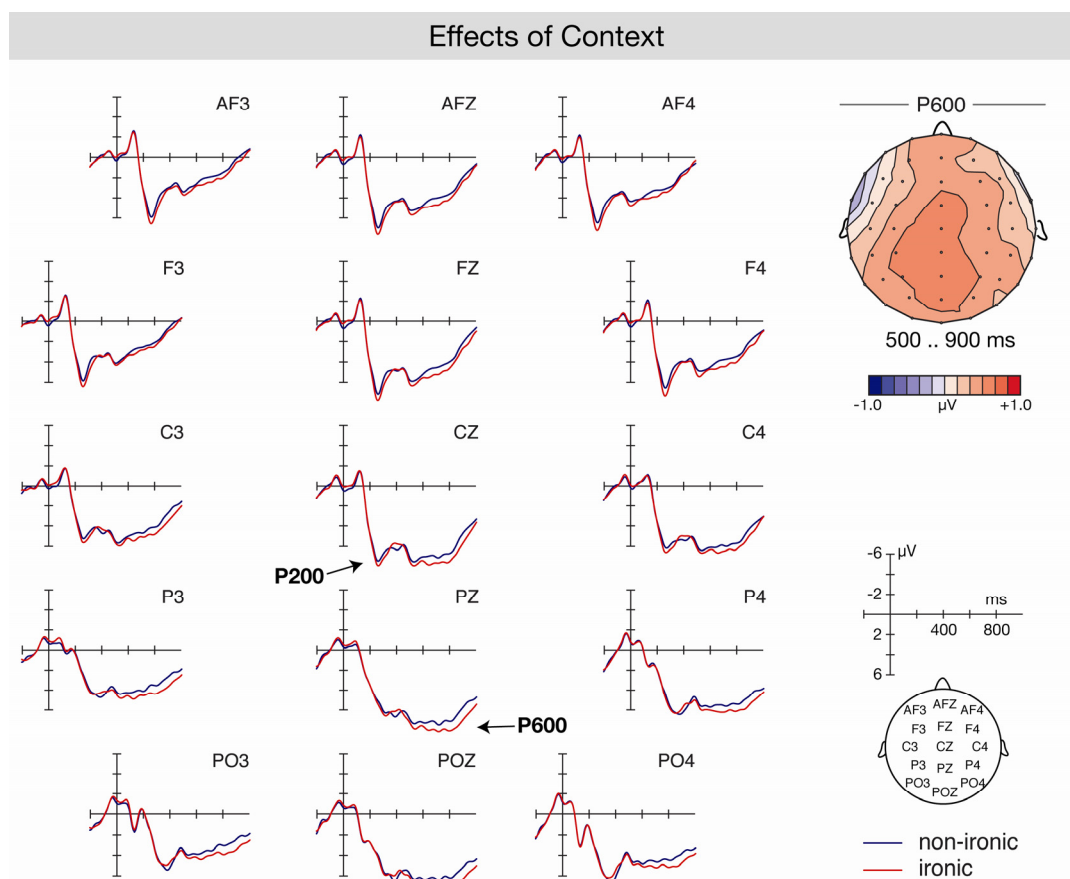 Effects of Context
AF3
AFZ
AF4
P600
F3
FZ
F4
500 .. 900 ms
-1.0
µV
+1.0
C3
CZ
C4
P200
P3
PZ
P4
P600
-6
µV
-2
ms
400
800
2
6
PO3
POZ
PO4
AF3 AFZ AF4
F3 FZ F4
C3 CZ C4
P3 PZ P4
PO3 POZ PO4
non-ironic
ironic